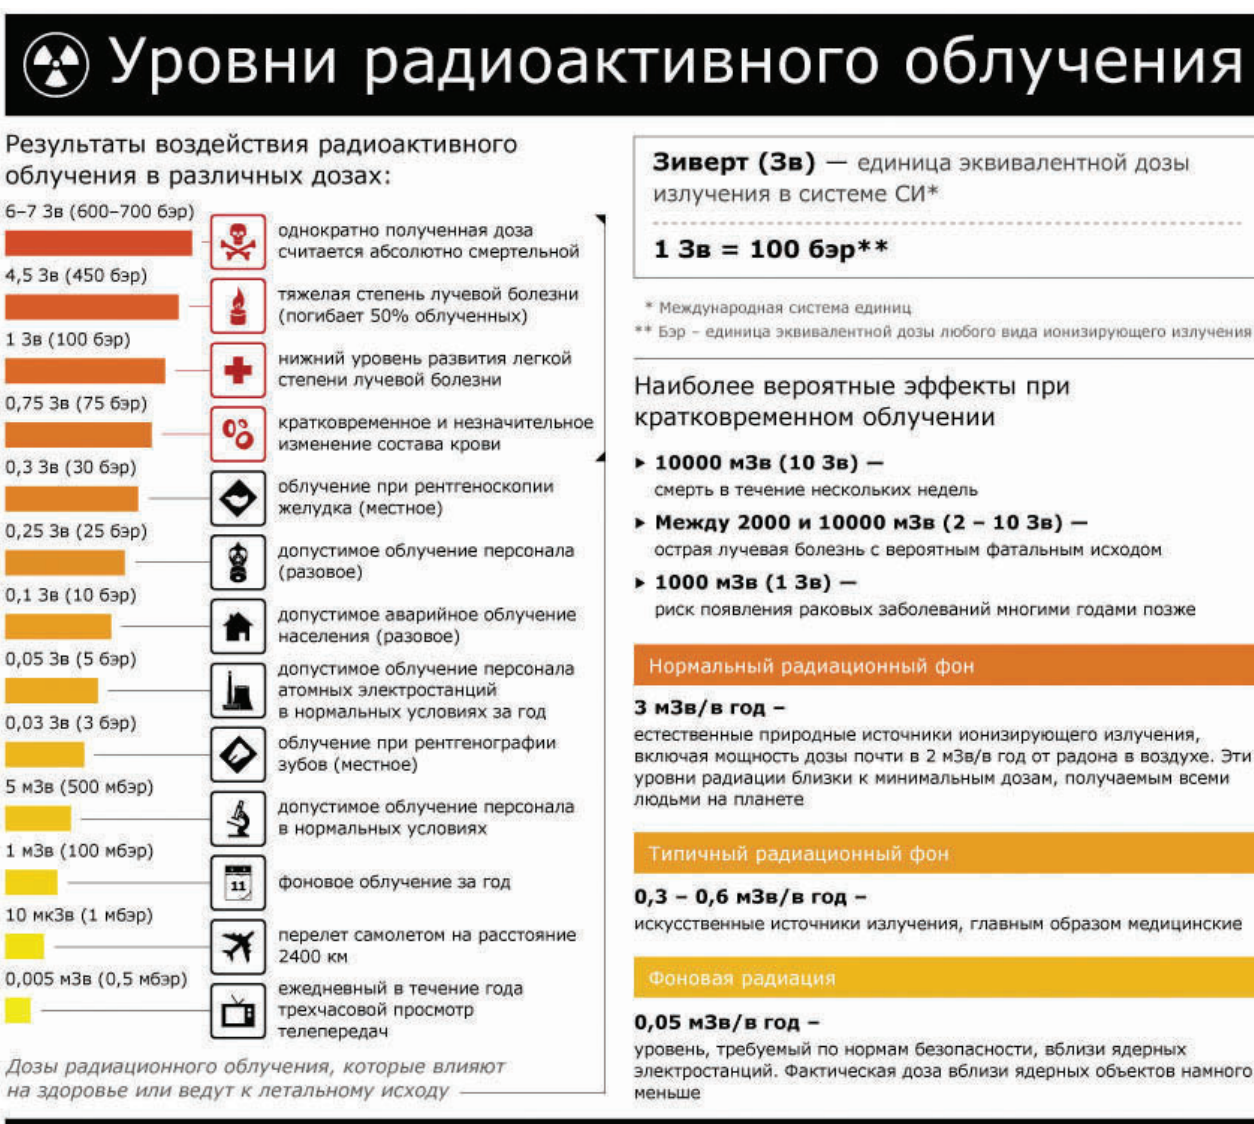 Уровни радиоактивного облучения
Результаты воздействия радиоактивного
облучения в различных дозах:
6–7 Зв (600–700 бэр)
однократно полученная доза
считается абсолютно смертельной
4,5 Зв (450 бэр)
тяжелая степень лучевой болезни
(погибает 50% облученных)
1 Зв (100 бэр)
нижний уровень развития легкой
степени лучевой болезни
0,75 Зв (75 бэр)
кратковременное и незначительное
изменение состава крови
0,3 Зв (30 бэр)
облучение при рентгеноскопии
желудка (местное)
0,25 Зв (25 бэр)
допустимое облучение персонала
(разовое)
0,1 Зв (10 бэр)
допустимое аварийное облучение
населения (разовое)
0,05 Зв (5 бэр)
допустимое облучение персонала
атомных электростанций
в нормальных условиях за год
0,03 Зв (3 бэр)
облучение при рентгенографии
зубов (местное)
5 мЗв (500 мбэр)
допустимое облучение персонала
в нормальных условиях
1 мЗв (100 мбэр)
11
фоновое облучение за год
10 мкЗв (1 мбэр)
перелет самолетом на расстояние
2400 км
0,005 мЗв (0,5 мбэр)
ежедневный в течение года
трехчасовой просмотр
телепередач
Дозы радиационного облучения, которые влияют
на здоровье или ведут к летальному исходу
Зиверт (Зв) — единица эквивалентной дозы
излучения в системе СИ*
1 Зв = 100 бэр**
* Международная система единиц
** Бэр – единица эквивалентной дозы любого вида ионизирующего излучения
Наиболее вероятные эффекты при
кратковременном облучении
10000 мЗв (10 Зв) —
смерть в течение нескольких недель
Между 2000 и 10000 мЗв (2 – 10 Зв) —
острая лучевая болезнь с вероятным фатальным исходом
1000 мЗв (1 Зв) —
риск появления раковых заболеваний многими годами позже
Нормальный радиационный фон
3 мЗв/в год –
естественные природные источники ионизирующего излучения,
включая мощность дозы почти в 2 мЗв/в год от радона в воздухе. Эти
уровни радиации близки к минимальным дозам, получаемым всеми
людьми на планете
Типичный радиационный фон
0,3 – 0,6 мЗв/в год –
искусственные источники излучения, главным образом медицинские
Фоновая радиация
0,05 мЗв/в год –
уровень, требуемый по нормам безопасности, вблизи ядерных
электростанций. Фактическая доза вблизи ядерных объектов намного
меньше